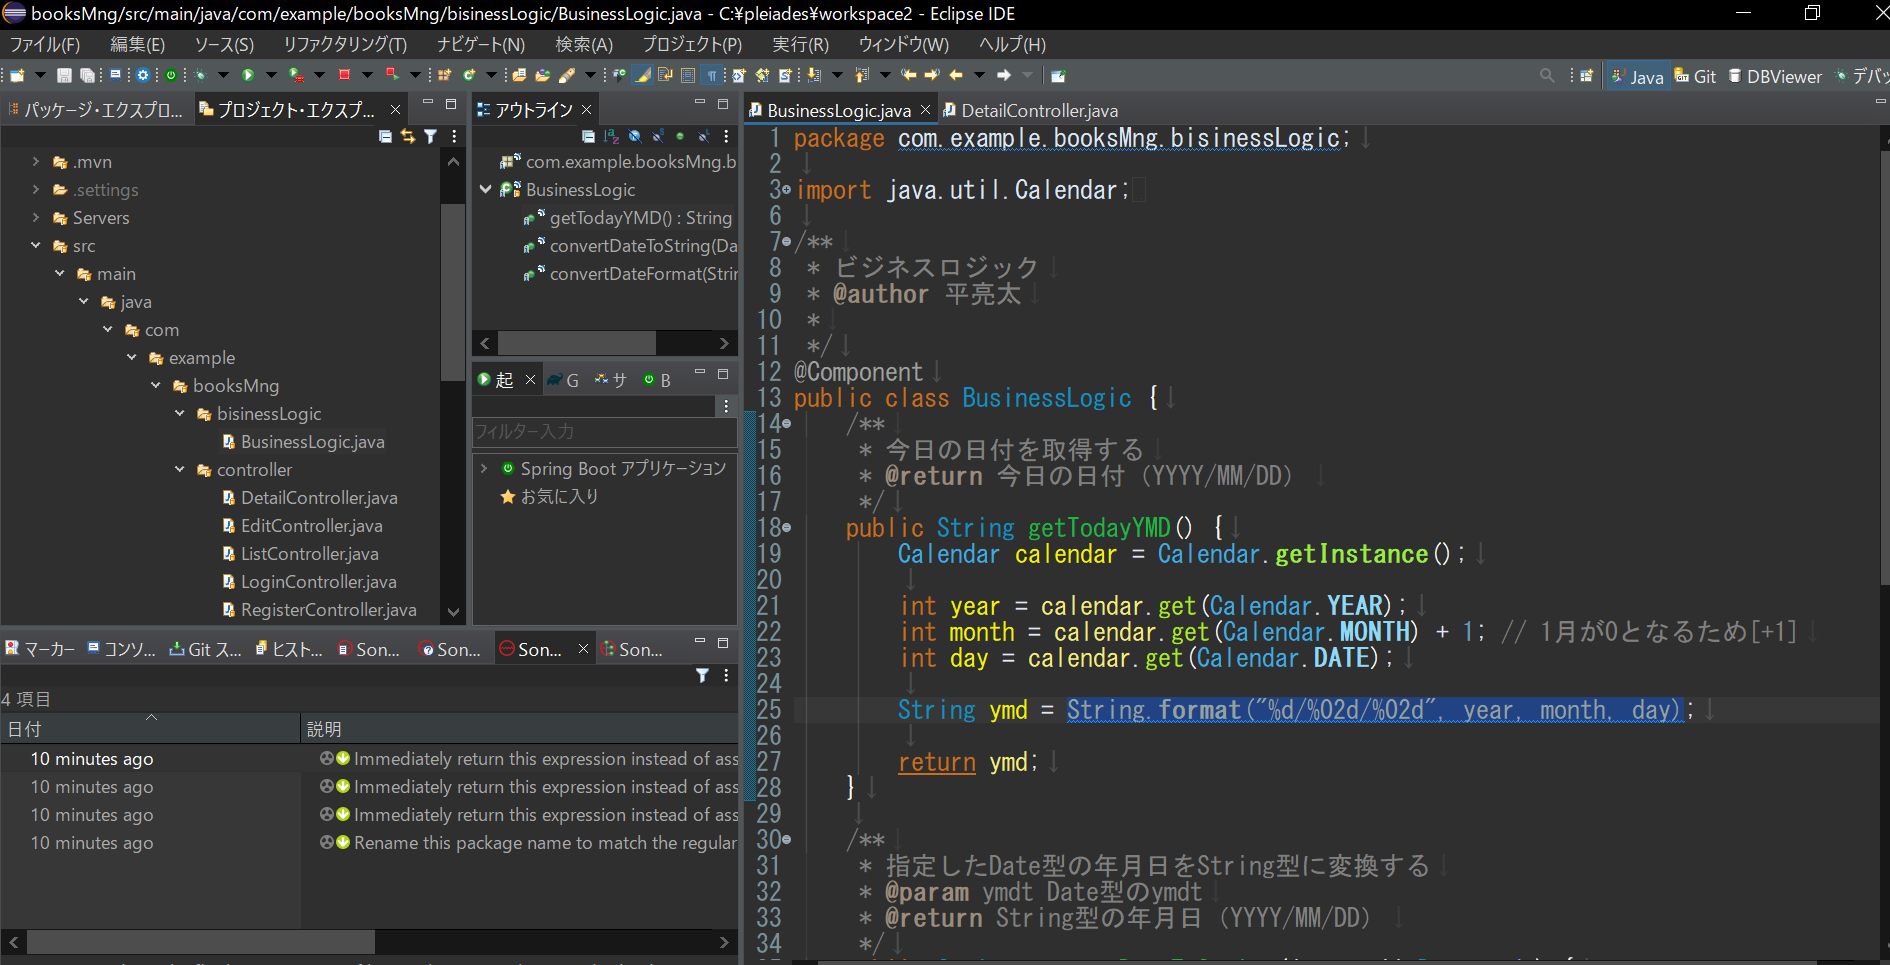 booksMng/src/main/java/com/example/booksMng/bisinessLogic/BusinessLogic.java - C:¥pleiades¥workspace2 - Eclipse IDE
ファイル(F) 編集(E) ソース(S) リファクタリング(T) ナビゲート(N) 検索(A) プロジェクト(P) 実行(R) ウィンドウ(W) ヘルプ(H)
Java Git DBViewer デバッ
パッケージ・エクスプロ... プロジェクト・エクスプ...
.mvn
.settings
Servers
src
main
java
com
example
booksMng
bisinessLogic
BusinessLogic.java
controller
DetailController.java
EditController.java
ListController.java
LoginController.java
RegisterController.java
アウトライン
com.example.booksMng.b
BusinessLogic
getTodayYMD() : String
convertDateToString(Da
convertDateFormat(Strir
起 G サ B
フィルター入力
Spring Boot アプリケーション
お気に入り
マーカー コンソ... Git ス... ヒスト... Son... Son... Son... Son...
4 項目
日付 説明
10 minutes ago Immediately return this expression instead of ass
10 minutes ago Immediately return this expression instead of ass
10 minutes ago Immediately return this expression instead of ass
10 minutes ago Rename this package name to match the regular
BusinessLogic.java DetailController.java
1 package com.example.booksMng.bisinessLogic;
2
3 import java.util.Calendar;
6
7 /**
8 * ビジネスロジック
9 * @author 平亮太
10 *
11 */
12 @Component
13 public class BusinessLogic {
14 /**
15 * 今日の日付を取得する
16 * @return 今日の日付（YYYY/MM/DD）
17 */
18 public String getTodayYMD() {
19 Calendar calendar = Calendar.getInstance();
20
21 int year = calendar.get(Calendar.YEAR);
22 int month = calendar.get(Calendar.MONTH) + 1; // 1月が0となるため[+1]
23 int day = calendar.get(Calendar.DATE);
24
25 String ymd = String.format("%d/%02d/%02d", year, month, day);
26
27 return ymd;
28 }
29
30 /**
31 * 指定したDate型の年月日をString型に変換する
32 * @param ymdt Date型のymdt
33 * @return String型の年月日（YYYY/MM/DD）
34 */